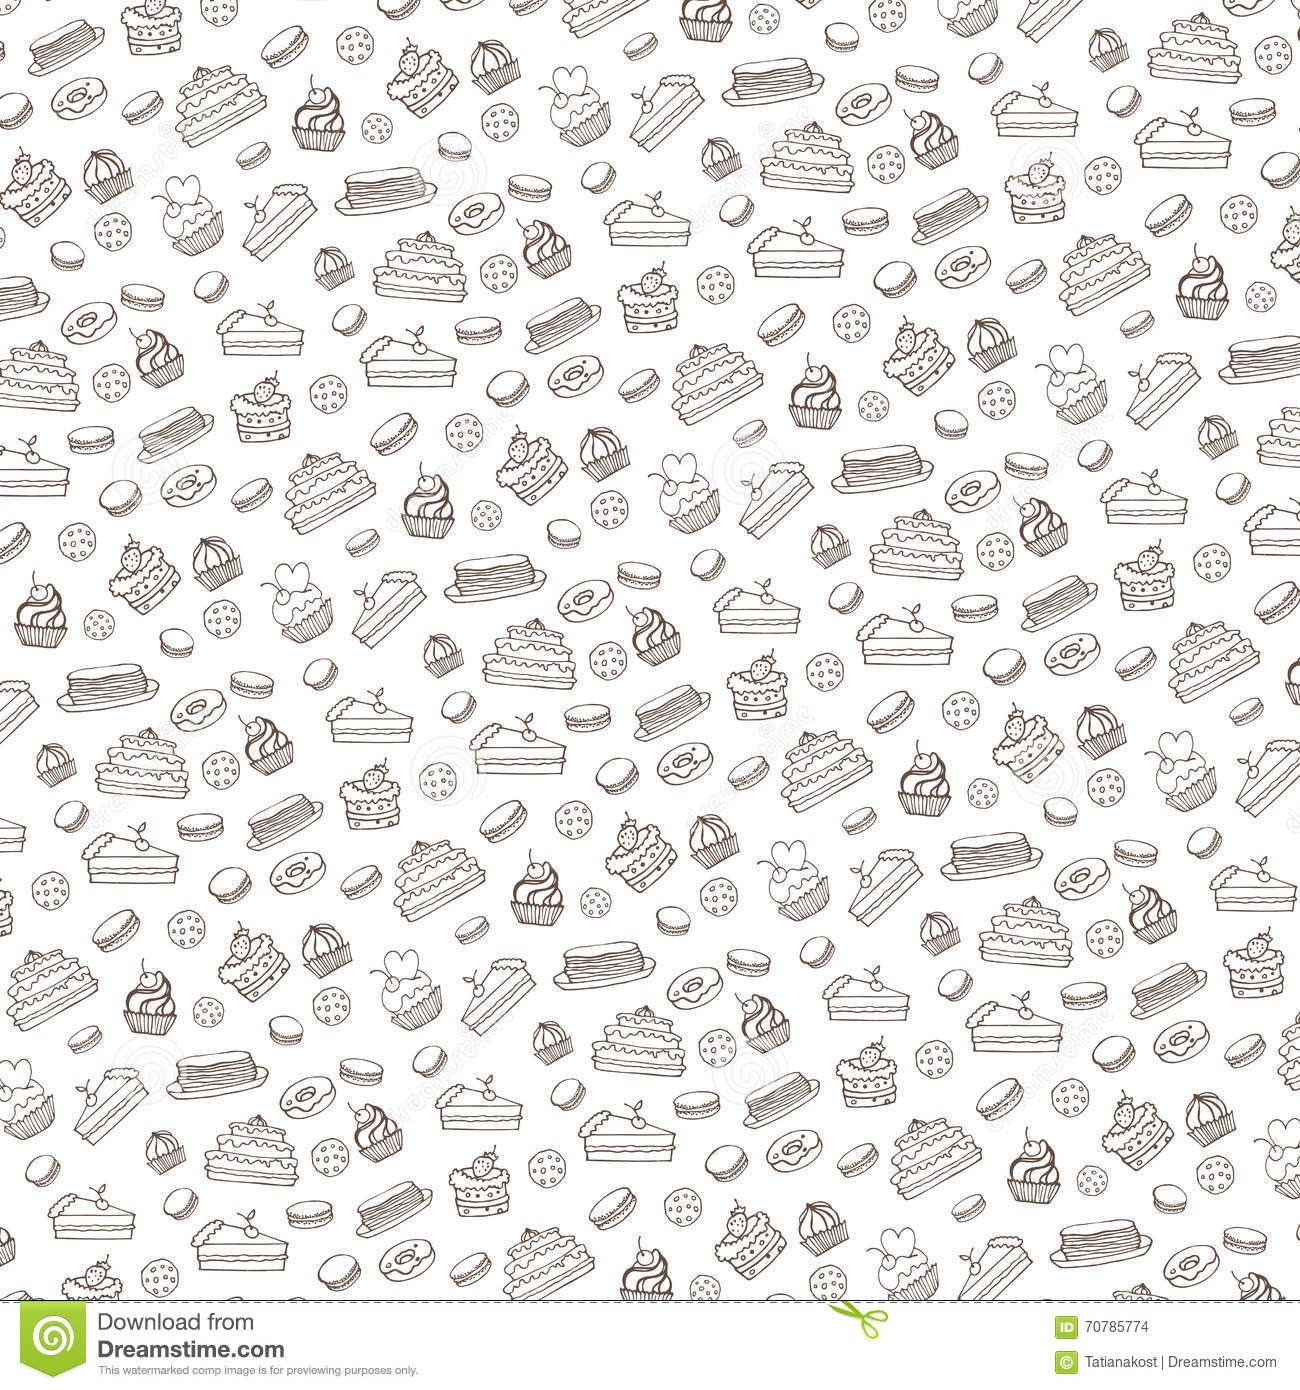 Download from
Dreamstime.com
This watermarked comp image is for previewing purposes only.
ID 70785774
© Tatianakost | Dreamstime.com